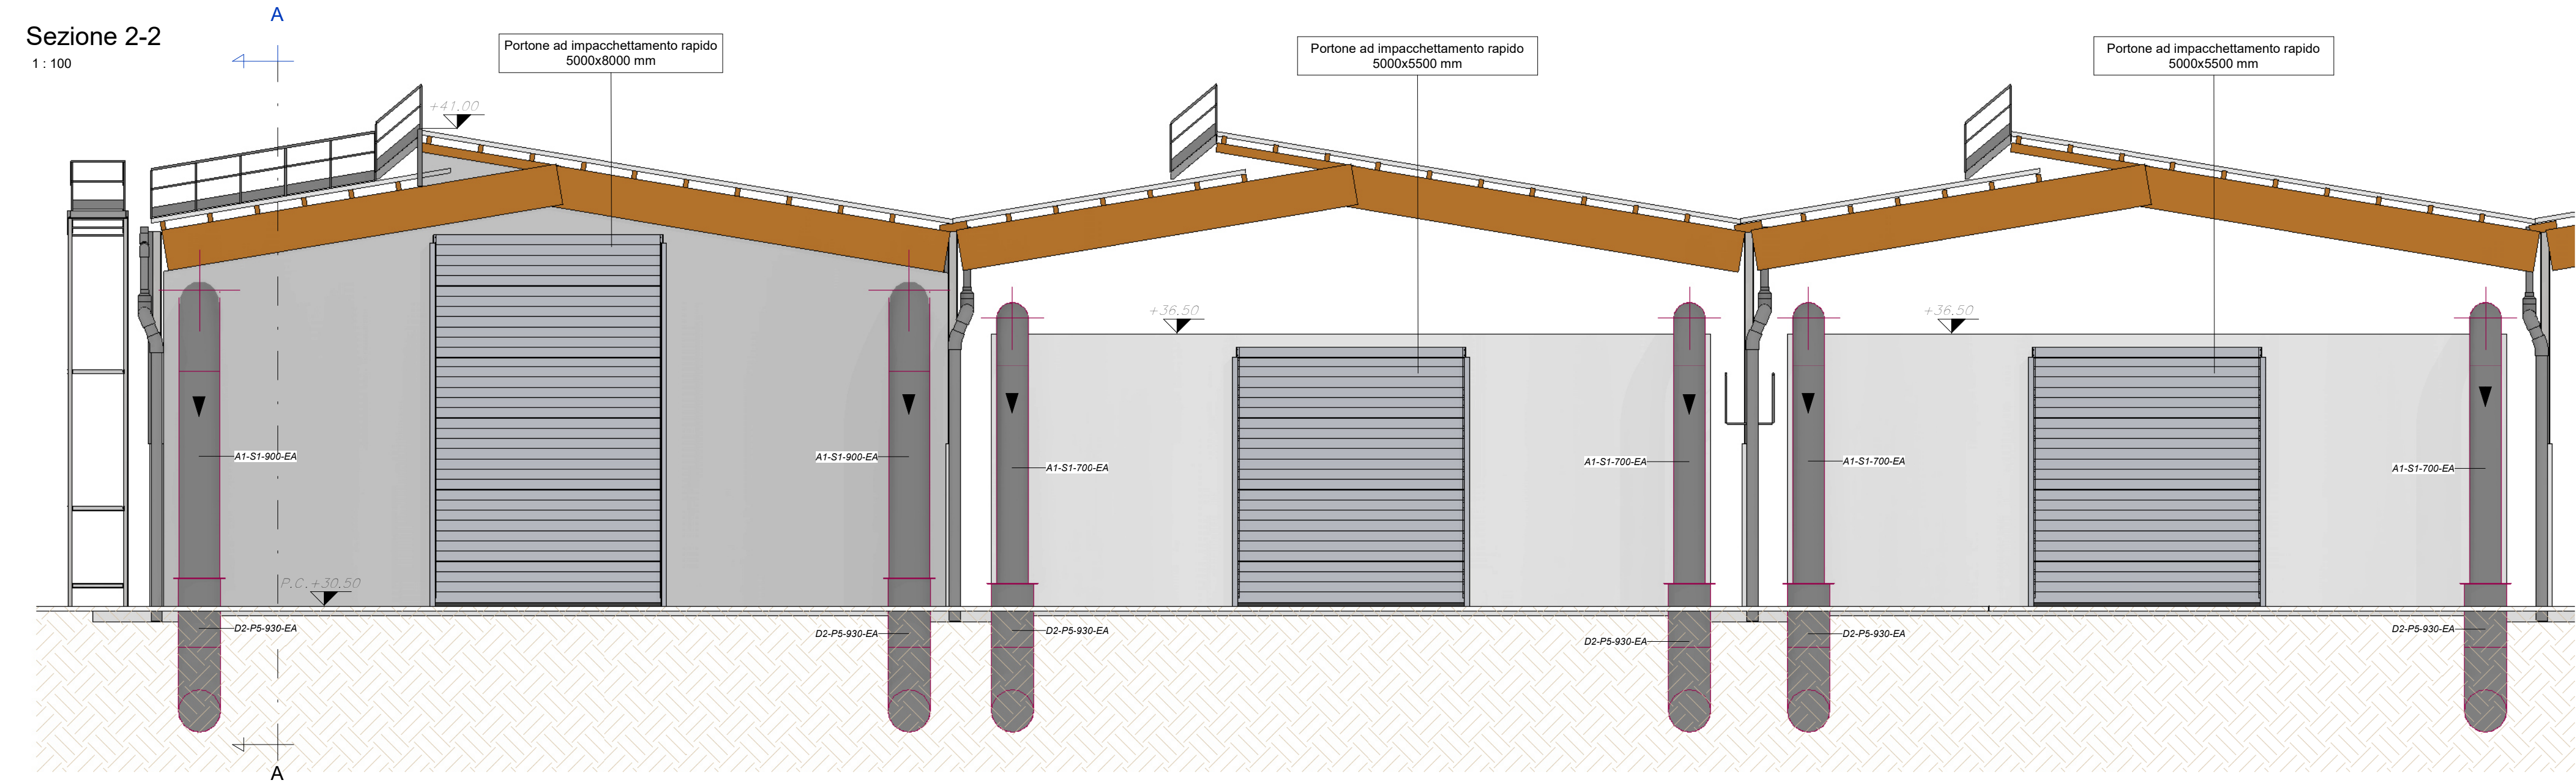 A
Sezione 2-2
1 : 100
Portone ad impacchettamento rapido
5000x8000 mm
Portone ad impacchettamento rapido
5000x5500 mm
Portone ad impacchettamento rapido
5000x5500 mm
+41.00
+36.50
+36.50
A1-S1-900-EA
A1-S1-900-EA
A1-S1-700-EA
A1-S1-700-EA
A1-S1-700-EA
A1-S1-700-EA
P.C.+30.50
D2-P5-930-EA
D2-P5-930-EA
D2-P5-930-EA
D2-P5-930-EA
D2-P5-930-EA
D2-P5-930-EA
A